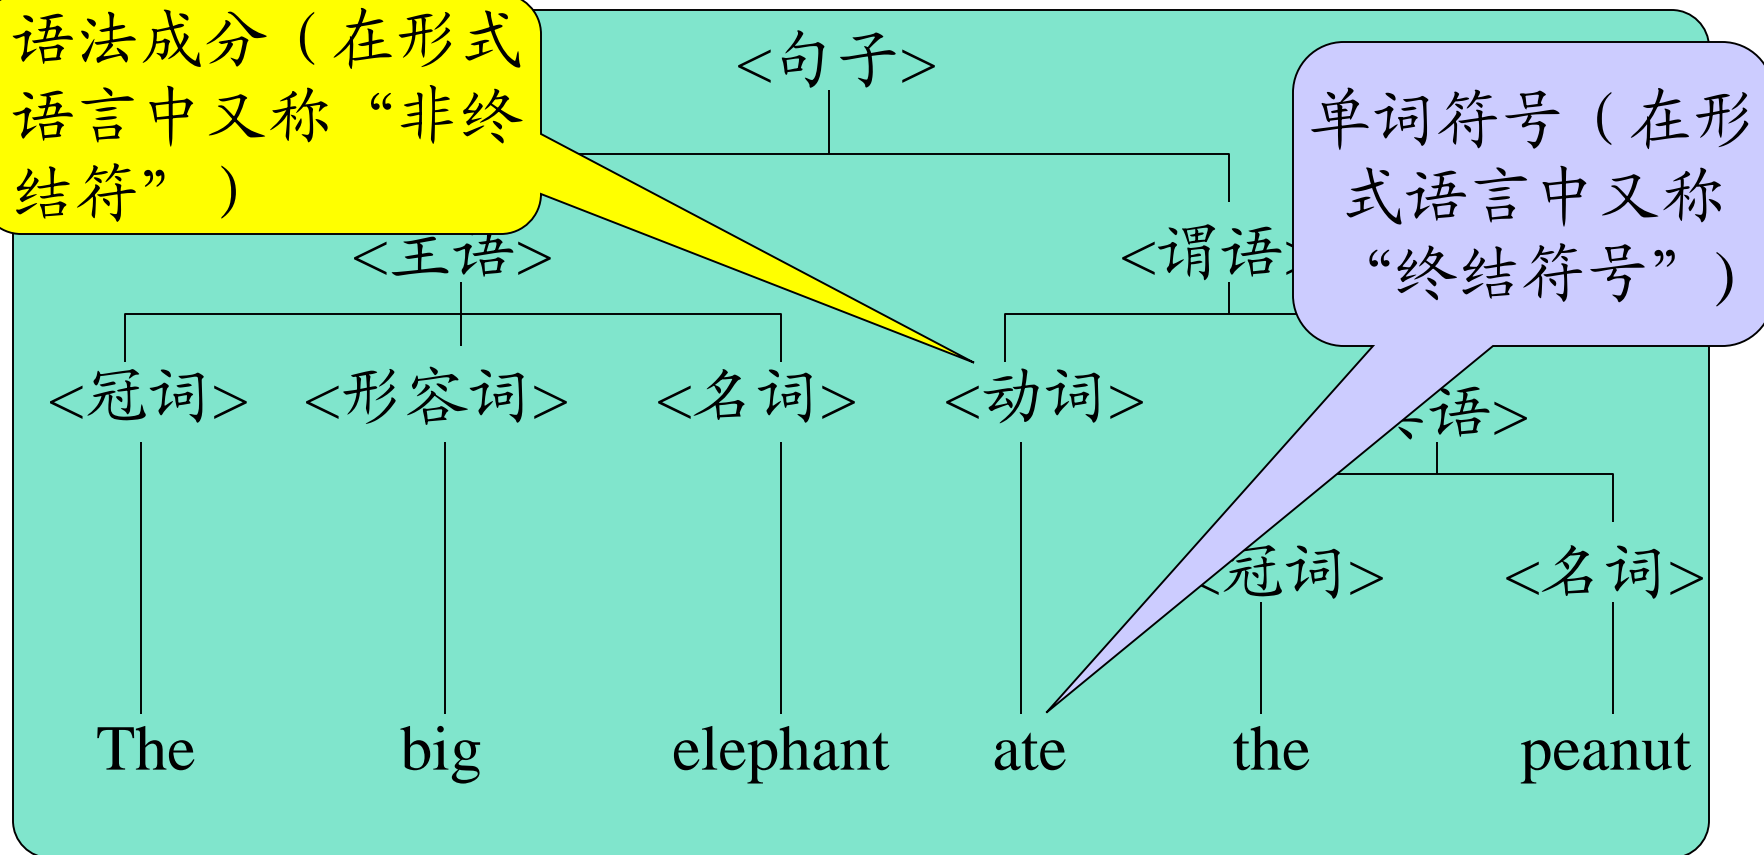 语法成分（在形式
语言中又称“非终
结符” ）
<句子>
单词符号（在形
式语言中又称
“终结符号”)
<主语>
<谓语>
<冠词>
<形容词>
<名词>
<动词>
语>
冠词>
<名词>
The
big
elephant
ate
the
peanut